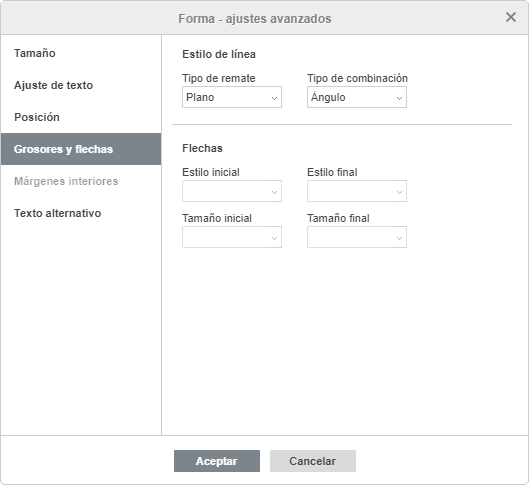 Forma - ajustes avanzados
Tamaño
Ajuste de texto
Posición
Grosores y flechas
Márgenes interiores
Texto alternativo
Estilo de línea
Tipo de remate Tipo de combinación
Plano Ángulo
Flechas
Estilo inicial Estilo final
Tamaño inicial Tamaño final
Aceptar Cancelar